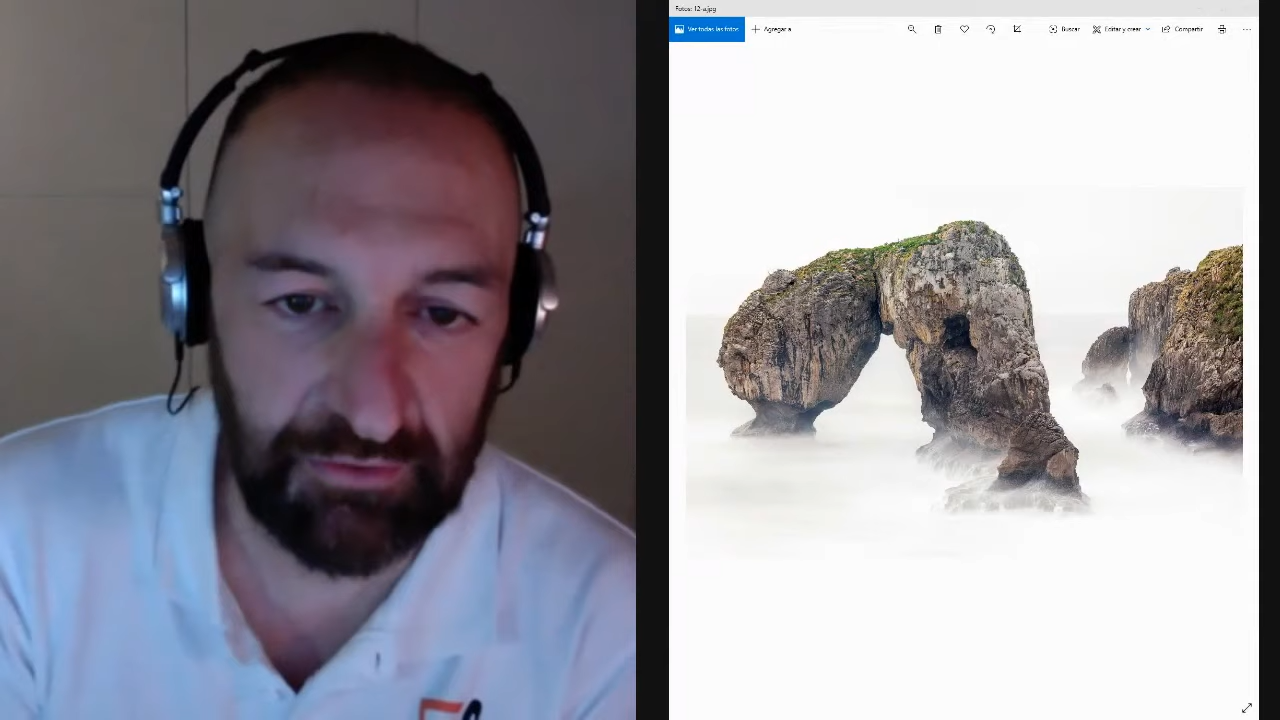 Fotos: 12-a.jpg
Ver todas las fotos
Agregar a
Buscar
Editar y crear
Compartir